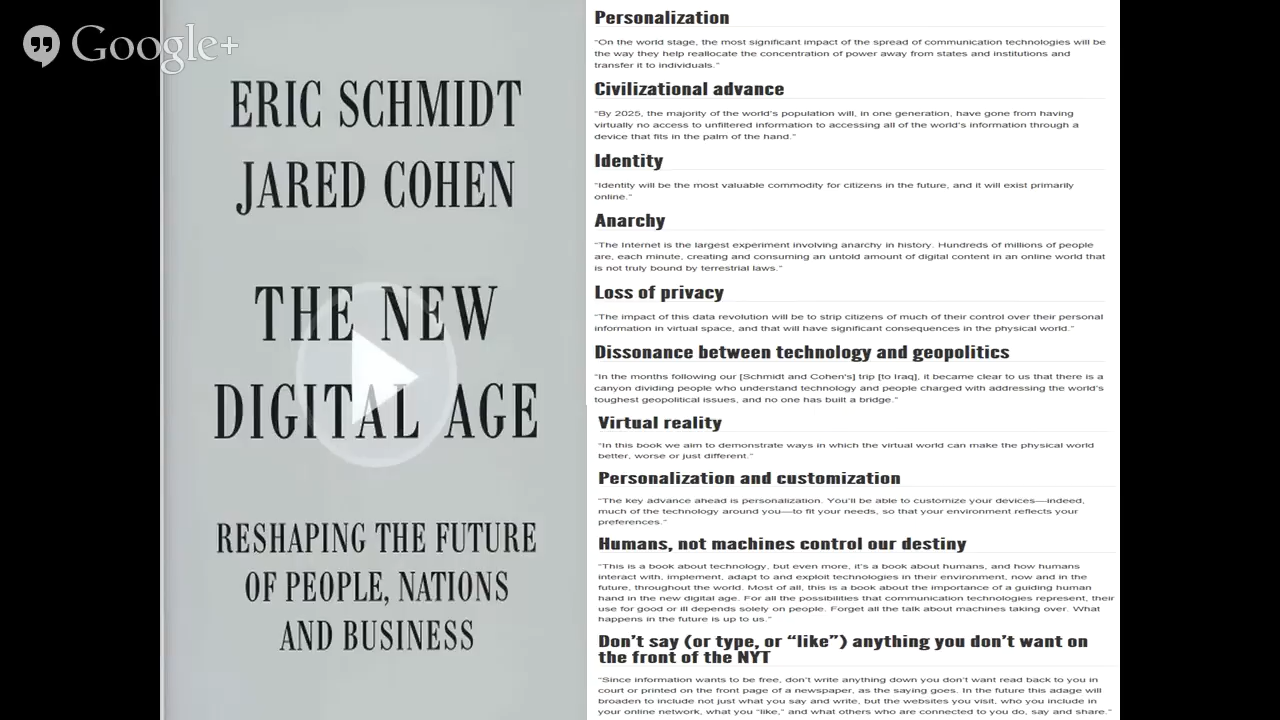 Google+
ERIC SCHMIDT
JARED COHEN
THE NEW
DIGITAL AGE
RESHAPING THE FUTURE
OF PEOPLE, NATIONS
AND BUSINESS
Personalization
“On the world stage, the most significant impact of the spread of communication technologies will be
the way they help reallocate the concentration of power away from states and institutions and
transfer it to individuals.”
Civilizational advance
“By 2025, the majority of the world’s population will, in one generation, have gone from having
virtually no access to unfiltered information to accessing all of the world’s information through a
device that fits in the palm of the hand.”
Identity
“Identity will be the most valuable commodity for citizens in the future, and it will exist primarily
online.”
Anarchy
“The Internet is the largest experiment involving anarchy in history. Hundreds of millions of people
are, each minute, creating and consuming an untold amount of digital content in an online world that
is not truly bound by terrestrial laws.”
Loss of privacy
“The impact of this data revolution will be to strip citizens of much of their control over their personal
information in virtual space, and that will have significant consequences in the physical world.”
Dissonance between technology and geopolitics
“In the months following our [Schmidt and Cohen's] trip [to Iraq], it became clear to us that there is a
canyon dividing people who understand technology and people charged with addressing the world’s
toughest geopolitical issues, and no one has built a bridge.”
Virtual reality
“In this book we aim to demonstrate ways in which the virtual world can make the physical world
better, worse or just different.”
Personalization and customization
“The key advance ahead is personalization. You’ll be able to customize your devices—indeed,
much of the technology around you—to fit your needs, so that your environment reflects your
preferences.”
Humans, not machines control our destiny
“This is a book about technology, but even more, it’s a book about humans, and how humans
interact with, implement, adapt to and exploit technologies in their environment, now and in the
future, throughout the world. Most of all, this is a book about the importance of a guiding human
hand in the new digital age. For all the possibilities that communication technologies represent, their
use for good or ill depends solely on people. Forget all the talk about machines taking over. What
happens in the future is up to us.”
Don’t say (or type, or “like”) anything you don’t want on
the front of the NYT
“Since information wants to be free, don’t write anything down you don’t want read back to you in
court or printed on the front page of a newspaper, as the saying goes. In the future this adage will
broaden to include not just what you say and write, but the websites you visit, who you include in
your online network, what you “like,” and what others who are connected to you do, say and share.”